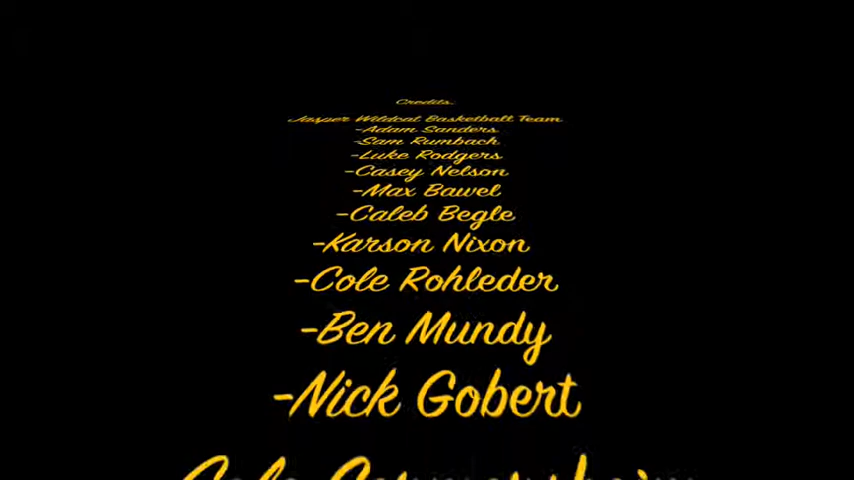 Credits.
Jasper Wildcat Basketball Team
-Adam Sanders
-Sam Rumbach
-Luke Rodgers
-Casey Nelson
-Max Bawel
-Caleb Begle
-Karson Nixon
-Cole Rohleder
-Ben Mundy
-Nick Gobert